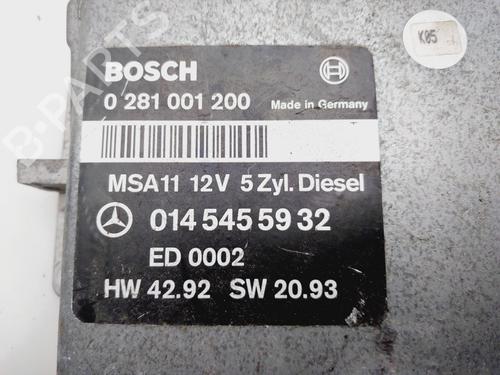 BOSCH
0 281 001 200 Made in Germany
MSA11 12V 5 Zyl. Diesel
014 545 59 32
ED 0002
HW 42.92 SW 20.93
K05
B-PARTS